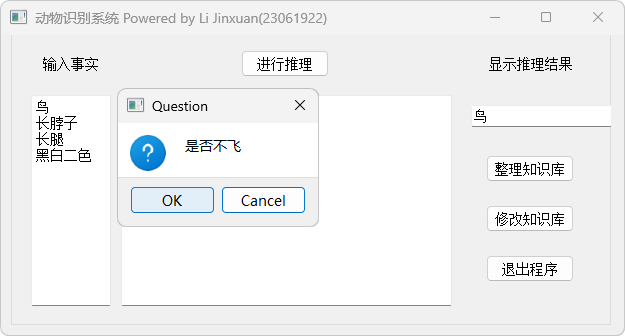 动物识别系统 Powered by Li Jinxuan(23061922)
输入事实
进行推理
显示推理结果
鸟
长脖子
长腿
黑白二色
Question
是否不飞
OK
Cancel
鸟
整理知识库
修改知识库
退出程序